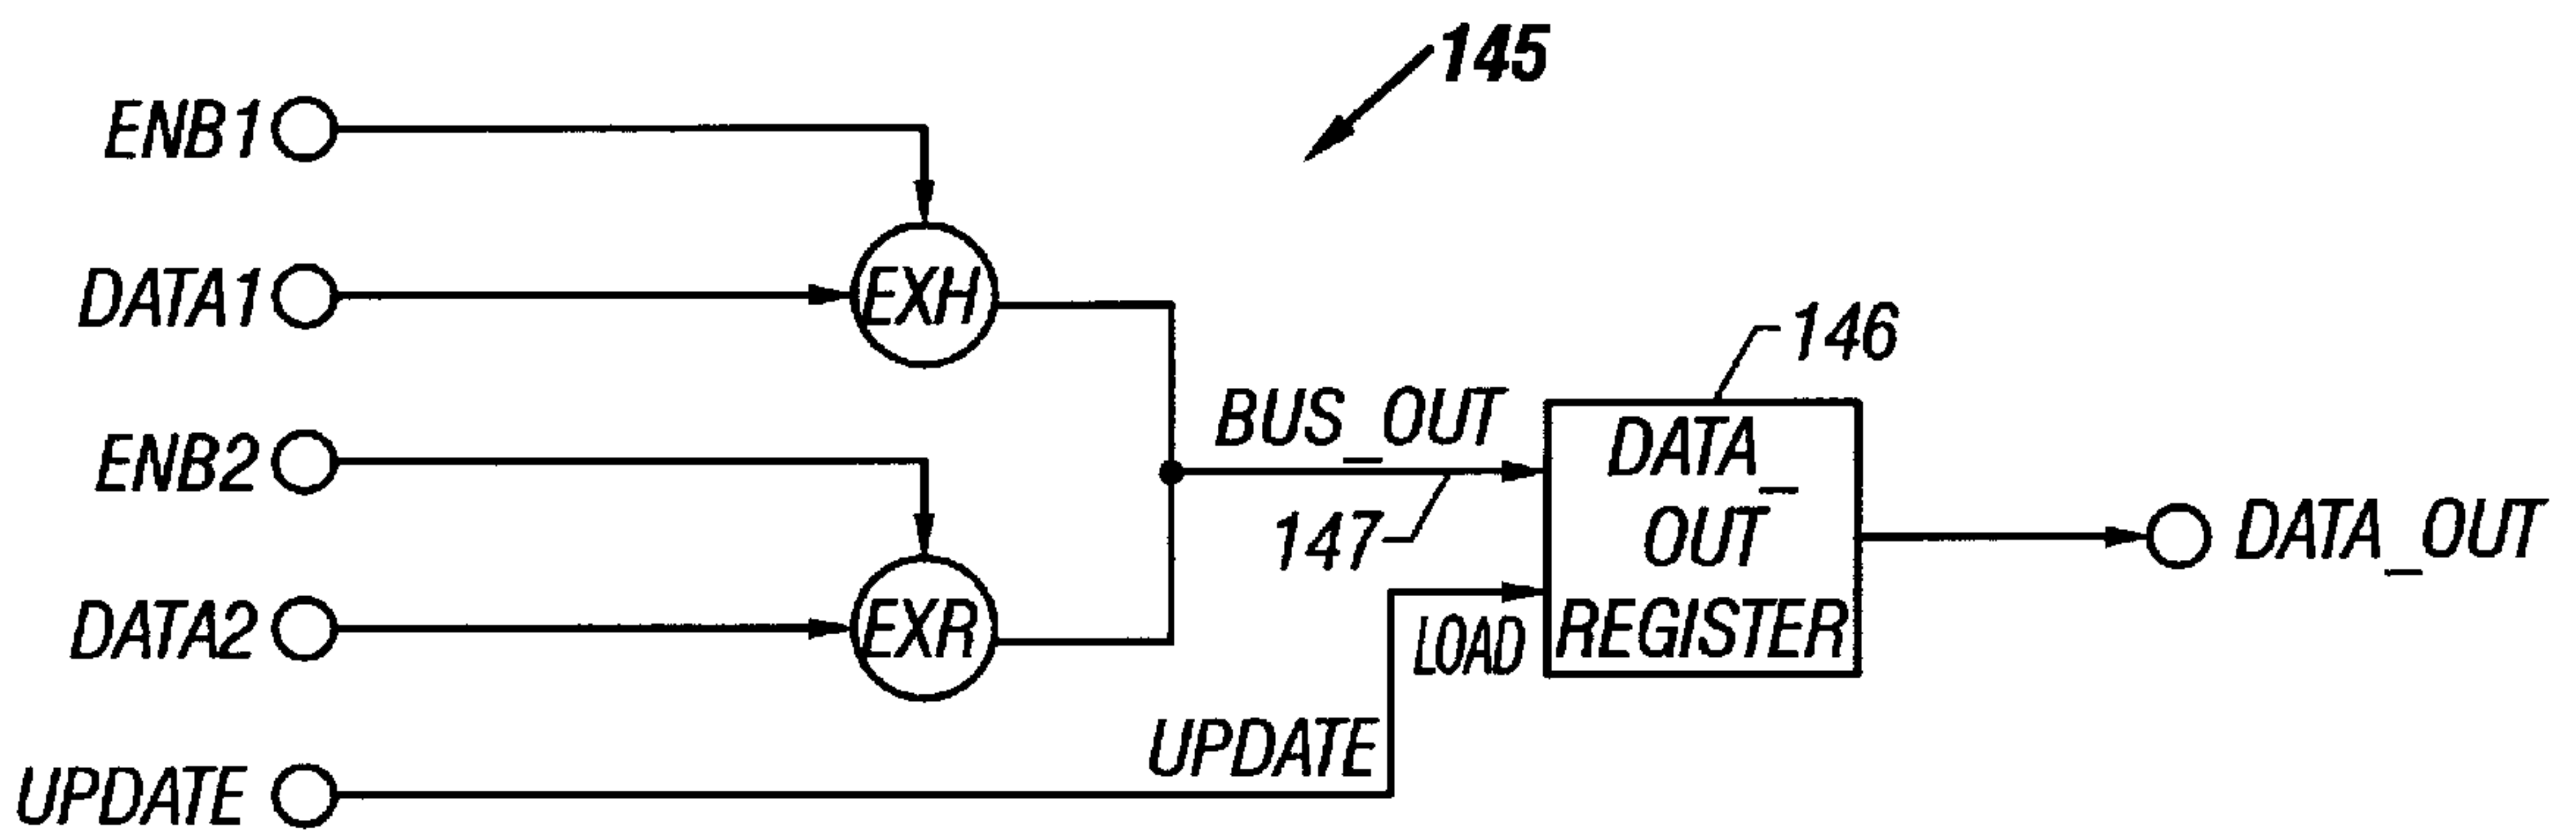 145
ENB1
DATA1
EXH
146
ENB2
BUS_OUT
DATA_
OUT
REGISTER
147
DATA_OUT
DATA2
EXR
LOAD
UPDATE
UPDATE